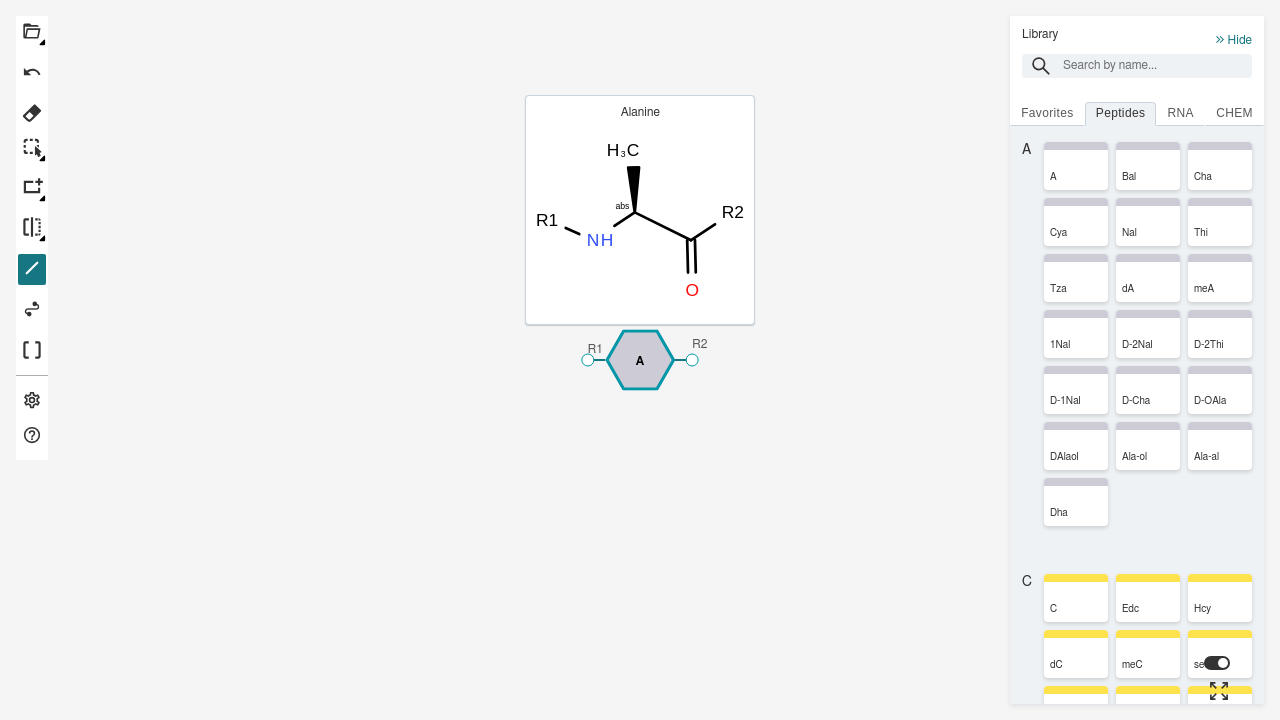 Library
Hide
Search by name...
Favorites
Peptides
RNA
CHEM
Alanine
H₃C
abs
R1
NH
R2
O
R1
A
R2
A
A
Bal
Cha
Cya
Nal
Thi
Tza
dA
meA
1Nal
D-2Nal
D-2Thi
D-1Nal
D-Cha
D-OAla
DAlaol
Ala-ol
Ala-al
Dha
C
C
Edc
Hcy
dC
meC